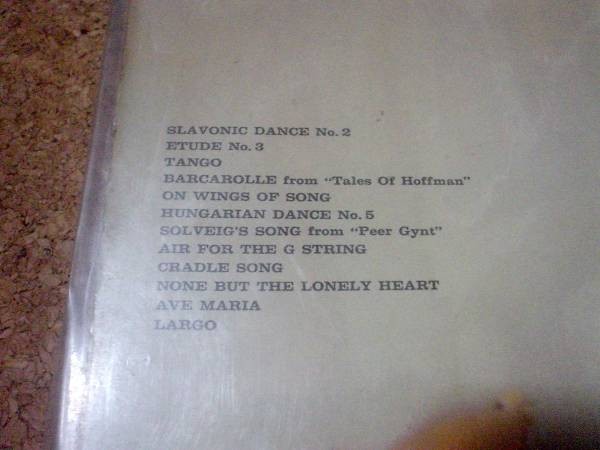 SLAVONIC DANCE No. 2
ETUDE No. 3
TANGO
BARCAROLLE from "Tales Of Hoffman"
ON WINGS OF SONG
HUNGARIAN DANCE No. 5
SOLVEIG'S SONG from "Peer Gynt"
AIR FOR THE G STRING
CRADLE SONG
NONE BUT THE LONELY HEART
AVE MARIA
LARGO